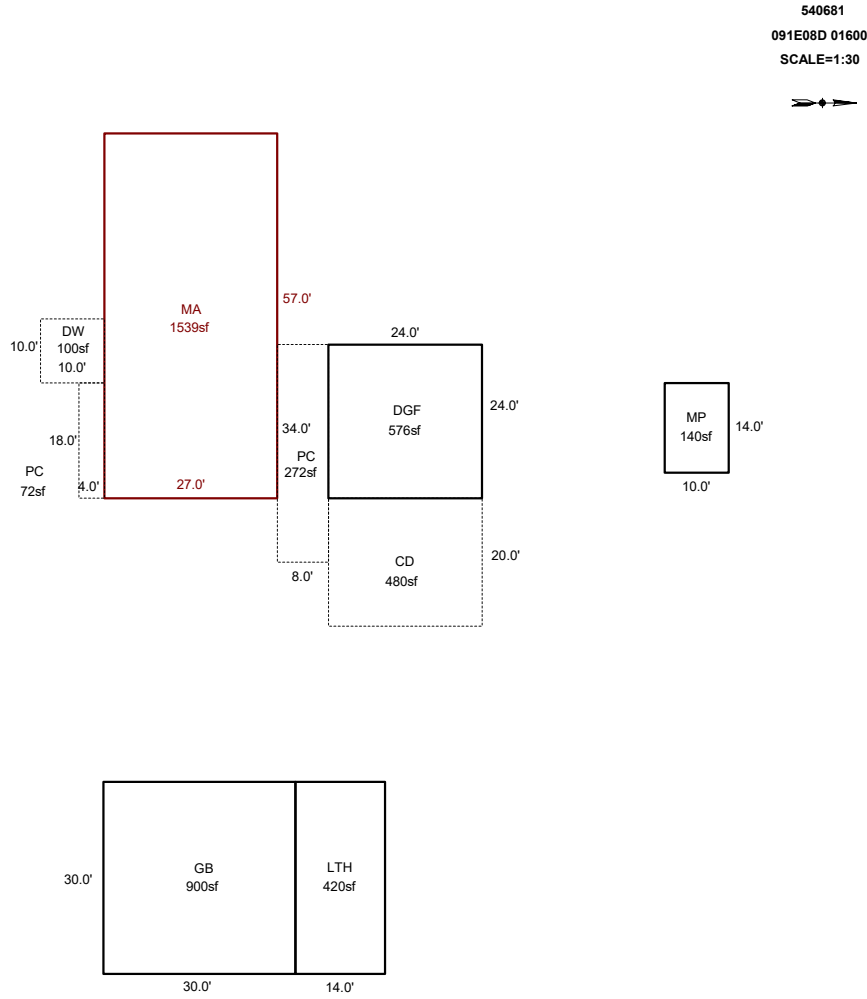 540681
091E08D 01600
SCALE=1:30
MA
1539sf
57.0'
27.0'
DW
100sf
10.0'
10.0'
18.0'
PC
72sf
4.0'
24.0'
DGF
576sf
24.0'
34.0'
PC
272sf
8.0'
CD
480sf
20.0'
MP
140sf
14.0'
10.0'
GB
900sf
30.0'
30.0'
LTH
420sf
14.0'